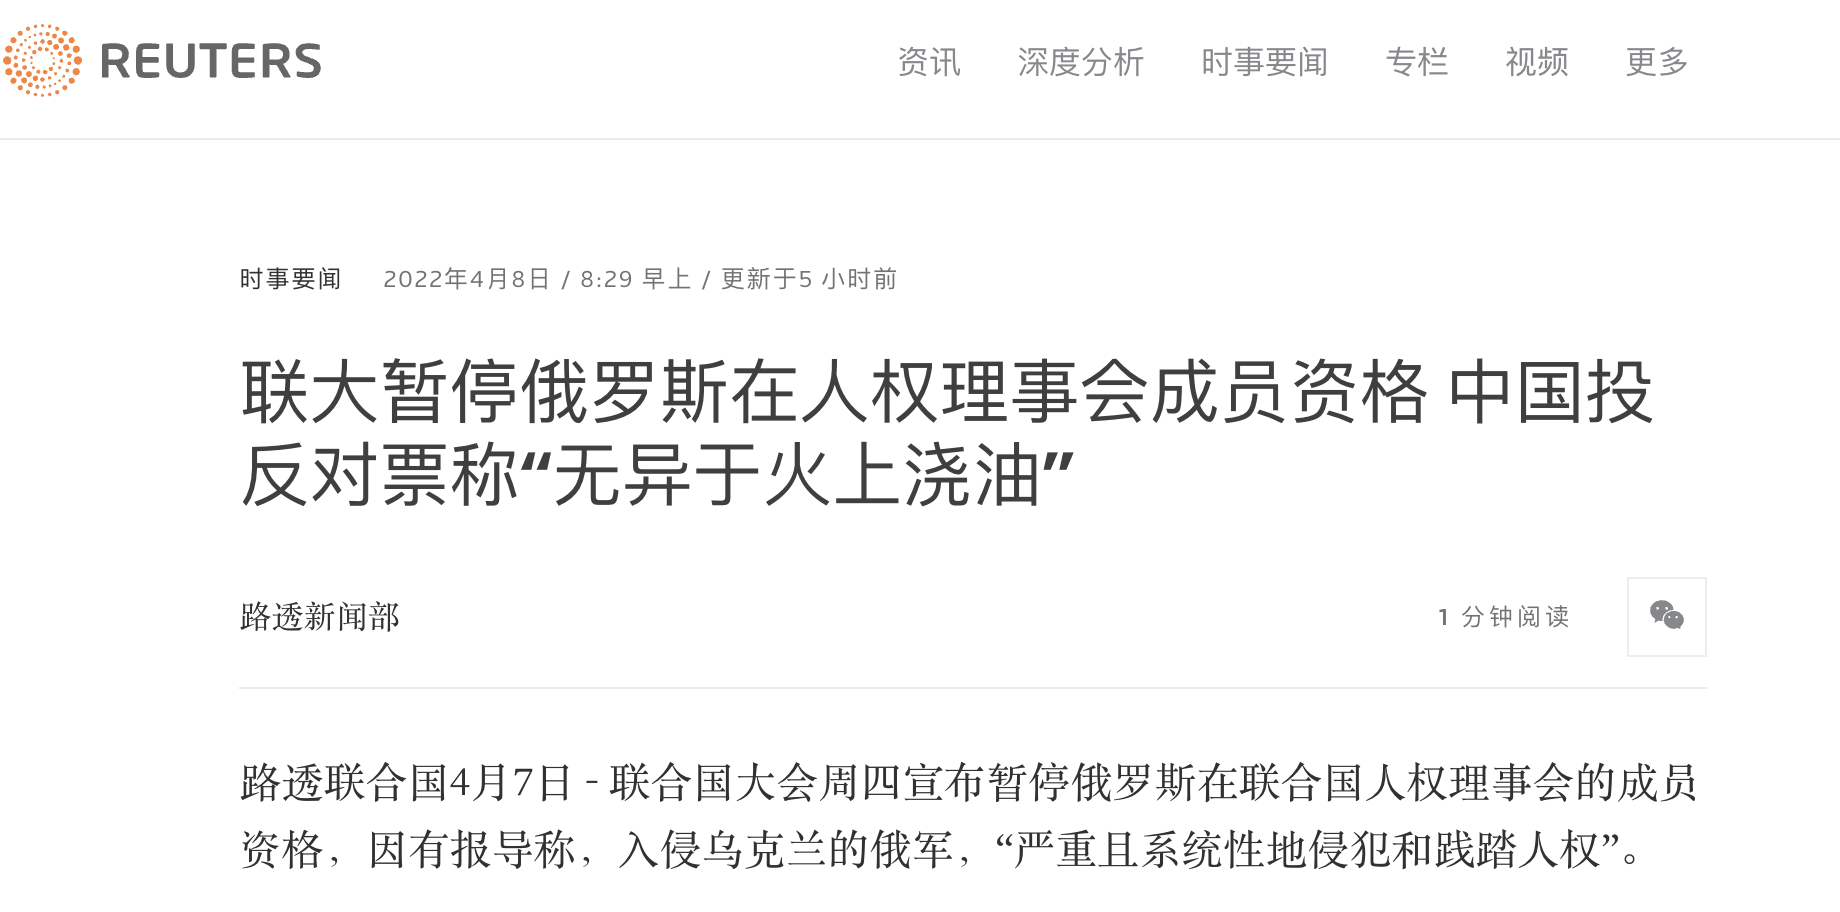 REUTERS
资讯 深度分析 时事要闻 专栏 视频 更多
时事要闻 2022年4月8日 / 8:29 早上 / 更新于5 小时前
联大暂停俄罗斯在人权理事会成员资格 中国投
反对票称“无异于火上浇油”
路透新闻部 1 分钟阅读
路透联合国4月7日 - 联合国大会周四宣布暂停俄罗斯在联合国人权理事会的成员
资格，因有报导称，入侵乌克兰的俄军，“严重且系统性地侵犯和践踏人权”。